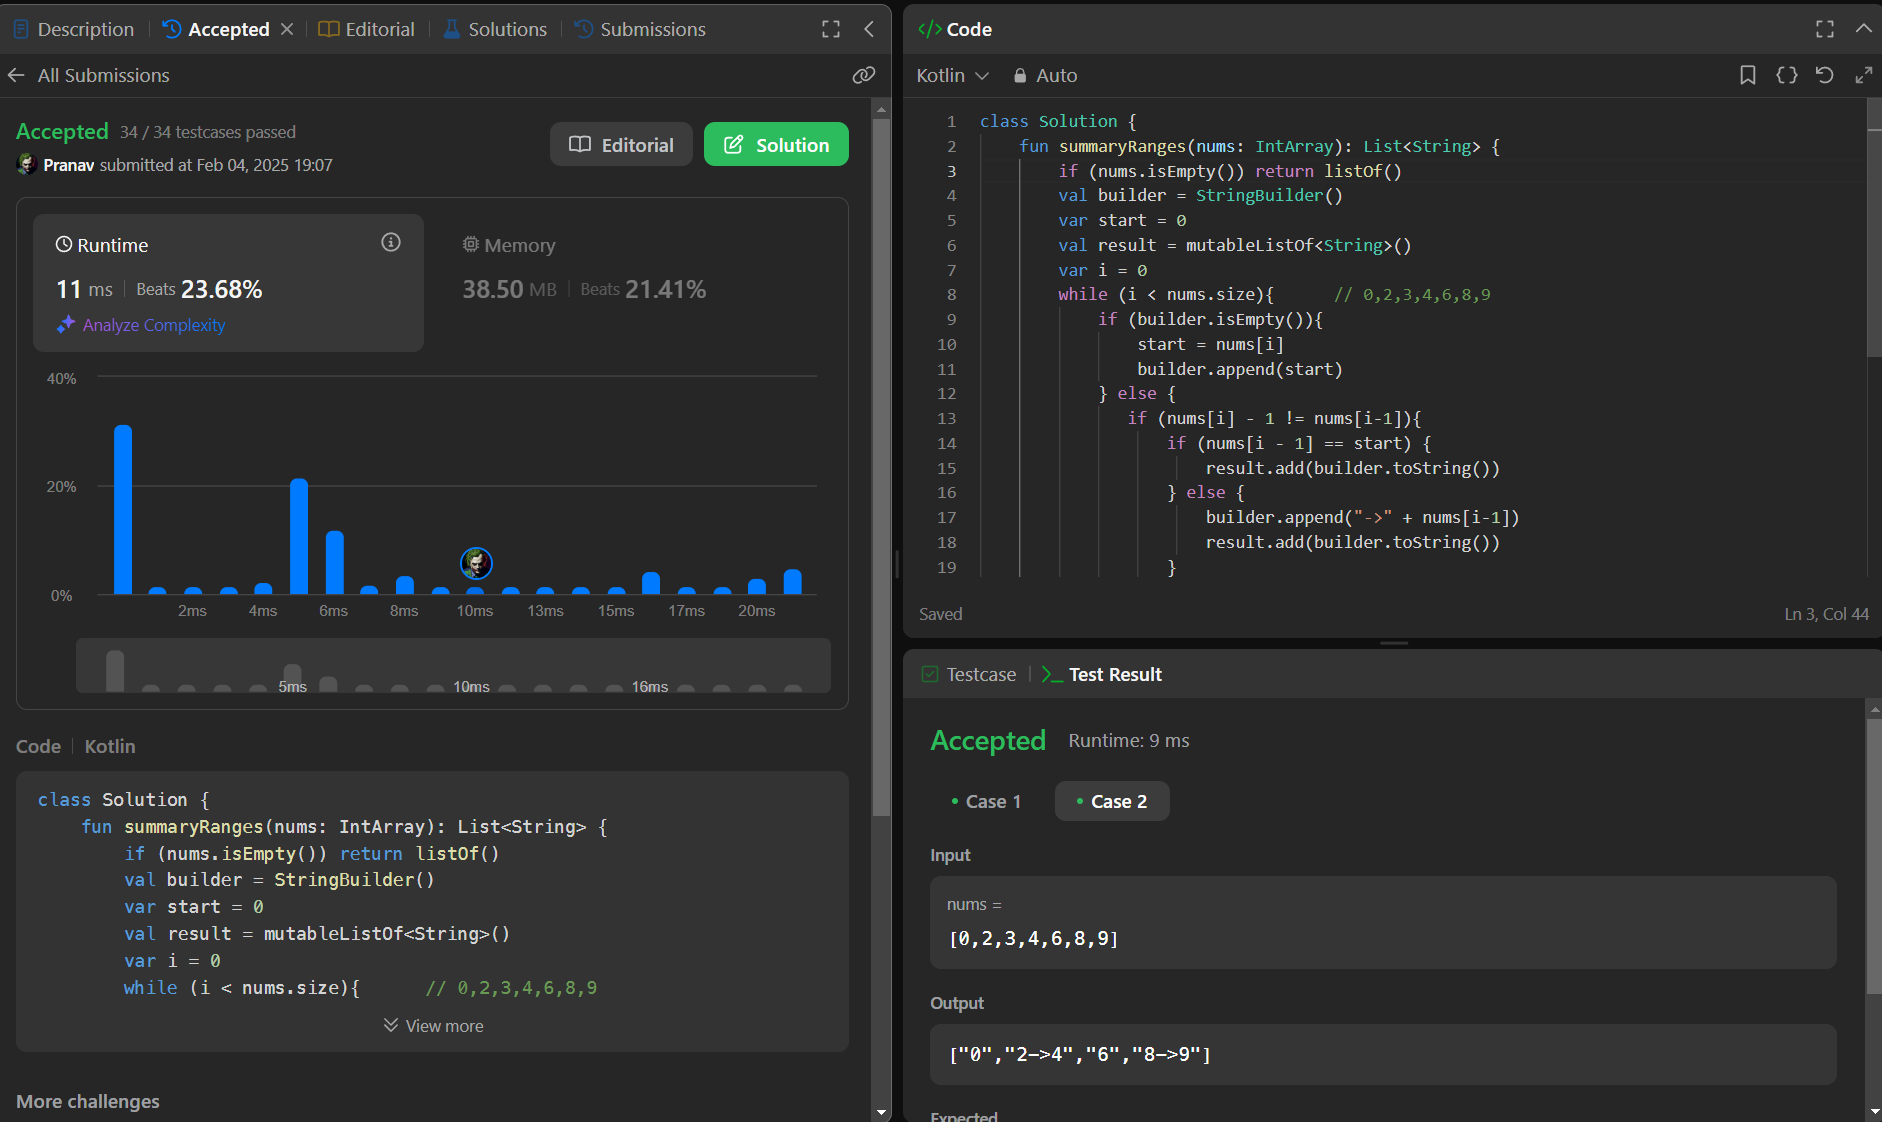 Description
Accepted
Editorial
Solutions
Submissions
All Submissions
Accepted 34 / 34 testcases passed
Pranav submitted at Feb 04, 2025 19:07
Editorial
Solution
Runtime
11 ms Beats 23.68%
Analyze Complexity
Memory
38.50 MB Beats 21.41%
40%
20%
0%
2ms 4ms 6ms 8ms 10ms 13ms 15ms 17ms 20ms
5ms 10ms 16ms
Code Kotlin
class Solution {
    fun summaryRanges(nums: IntArray): List<String> {
        if (nums.isEmpty()) return listOf()
        val builder = StringBuilder()
        var start = 0
        val result = mutableListOf<String>()
        var i = 0
        while (i < nums.size){      // 0,2,3,4,6,8,9
View more
More challenges
</> Code
Kotlin
Auto
1 class Solution {
2     fun summaryRanges(nums: IntArray): List<String> {
3         if (nums.isEmpty()) return listOf()
4         val builder = StringBuilder()
5         var start = 0
6         val result = mutableListOf<String>()
7         var i = 0
8         while (i < nums.size){      // 0,2,3,4,6,8,9
9             if (builder.isEmpty()){
10                 start = nums[i]
11                 builder.append(start)
12             } else {
13                if (nums[i] - 1 != nums[i-1]){
14                    if (nums[i - 1] == start) {
15                        result.add(builder.toString())
16                    } else {
17                        builder.append("->" + nums[i-1])
18                        result.add(builder.toString())
19                    }
Saved
Ln 3, Col 44
Testcase
Test Result
Accepted Runtime: 9 ms
Case 1
Case 2
Input
nums =
[0,2,3,4,6,8,9]
Output
["0","2->4","6","8->9"]
Expected